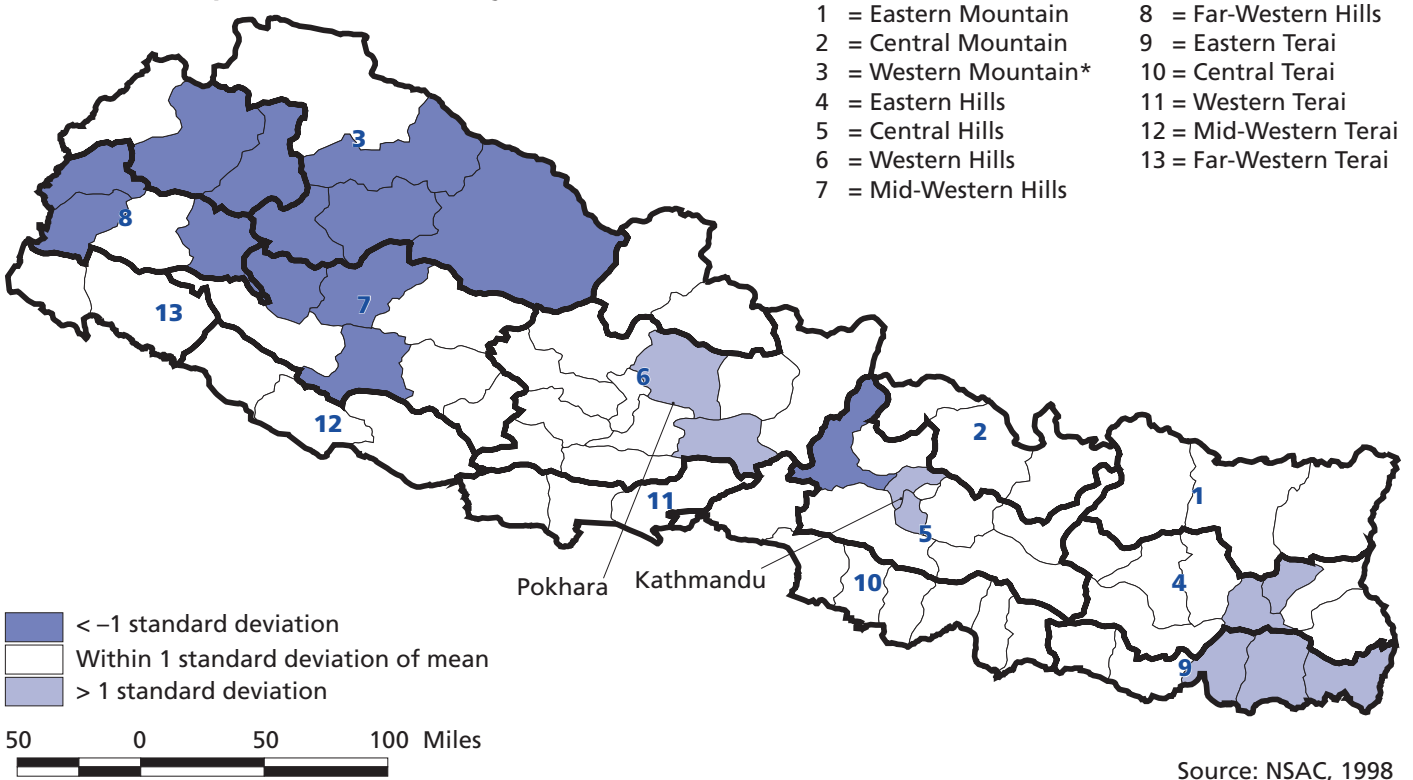 1 = Eastern Mountain
2 = Central Mountain
3 = Western Mountain*
4 = Eastern Hills
5 = Central Hills
6 = Western Hills
7 = Mid-Western Hills
8 = Far-Western Hills
9 = Eastern Terai
10 = Central Terai
11 = Western Terai
12 = Mid-Western Terai
13 = Far-Western Terai
3
8
7
13
6
12
2
11
1
5
10
4
9
Pokhara
Kathmandu
< –1 standard deviation
Within 1 standard deviation of mean
> 1 standard deviation
50 0 50 100 Miles
Source: NSAC, 1998